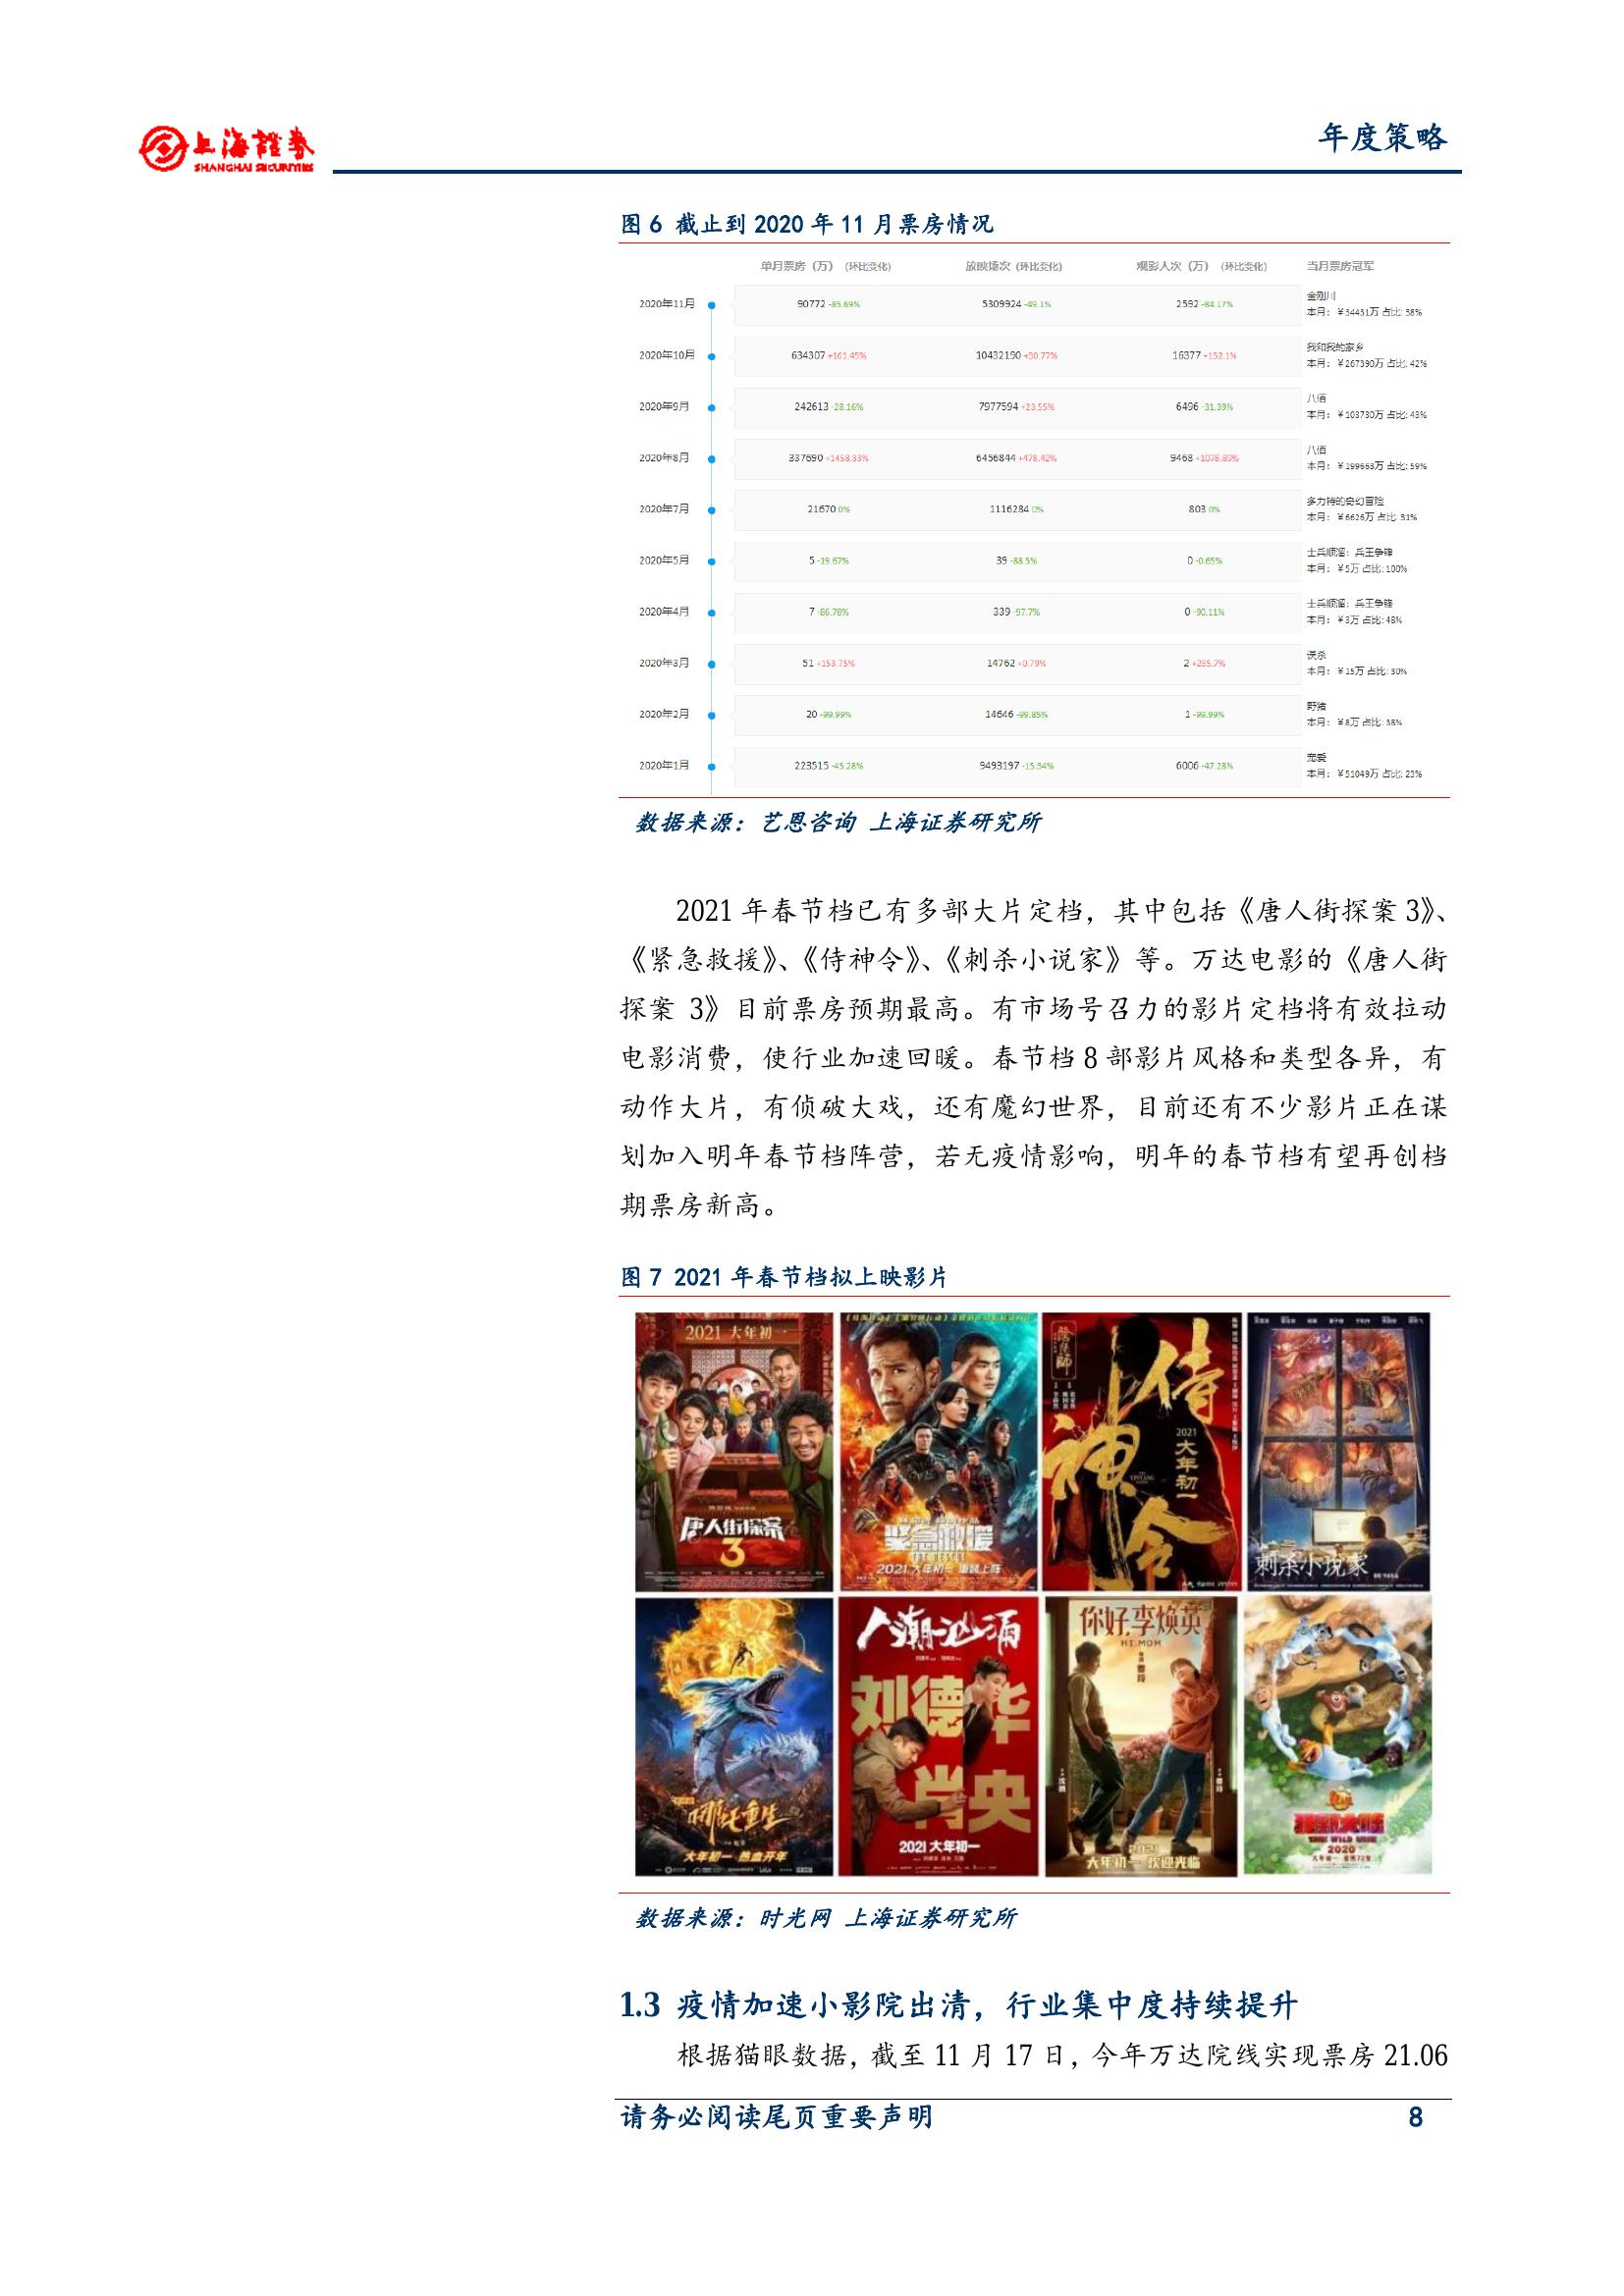 上海證券
SHANGHAI SECURITIES
年度策略
图 6 截止到 2020 年 11 月票房情况
单月票房（万）（环比变化） 放映场次（环比变化） 观影人次（万）（环比变化） 当月票房冠军
2020年11月 90772 -85.69% 5309924 -49.1% 2592 -84.17% 金刚川
本月：￥34431万 占比: 38%
2020年10月 634307 +161.45% 10432190 +30.77% 16377 +152.1% 我和我的家乡
本月：￥267390万 占比: 42%
2020年9月 242613 -28.16% 7977594 +23.55% 6496 -31.39% 八佰
本月：￥103730万 占比: 43%
2020年8月 337690 +1458.33% 6456844 +478.42% 9468 +1078.89% 八佰
本月：￥199663万 占比: 59%
2020年7月 21670 0% 1116284 0% 803 0% 多力特的奇幻冒险
本月：￥6626万 占比: 31%
2020年5月 5 -19.67% 39 -88.5% 0 -0.65% 士兵顺溜：兵王争锋
本月：￥5万 占比: 100%
2020年4月 7 -86.78% 339 -97.7% 0 -90.11% 士兵顺溜：兵王争锋
本月：￥3万 占比: 48%
2020年3月 51 +153.75% 14762 +0.79% 2 +235.7% 误杀
本月：￥15万 占比: 30%
2020年2月 20 -99.99% 14646 -99.85% 1 -99.99% 野猪
本月：￥8万 占比: 38%
2020年1月 223515 -45.28% 9493197 -15.34% 6006 -47.28% 宠爱
本月：￥51049万 占比: 23%
数据来源：艺恩咨询 上海证券研究所
2021 年春节档已有多部大片定档，其中包括《唐人街探案 3》、
《紧急救援》、《侍神令》、《刺杀小说家》等。万达电影的《唐人街
探案 3》目前票房预期最高。有市场号召力的影片定档将有效拉动
电影消费，使行业加速回暖。春节档 8 部影片风格和类型各异，有
动作大片，有侦破大戏，还有魔幻世界，目前还有不少影片正在谋
划加入明年春节档阵营，若无疫情影响，明年的春节档有望再创档
期票房新高。
图 7 2021 年春节档拟上映影片
2021 大年初一
唐人街探案
3
紧急救援
THE RESCUE
2021 大年初一 重磅上阵
侍神令
2021
大年初一
刺杀小说家
哪吒重生
大年初一 热血开年
人潮汹涌
刘德华
肖央
2021 大年初一
你好,李焕英
HI, MOM
2021
大年初一 欢迎光临
2020
数据来源：时光网 上海证券研究所
1.3 疫情加速小影院出清，行业集中度持续提升
根据猫眼数据，截至 11 月 17 日，今年万达院线实现票房 21.06
请务必阅读尾页重要声明 8